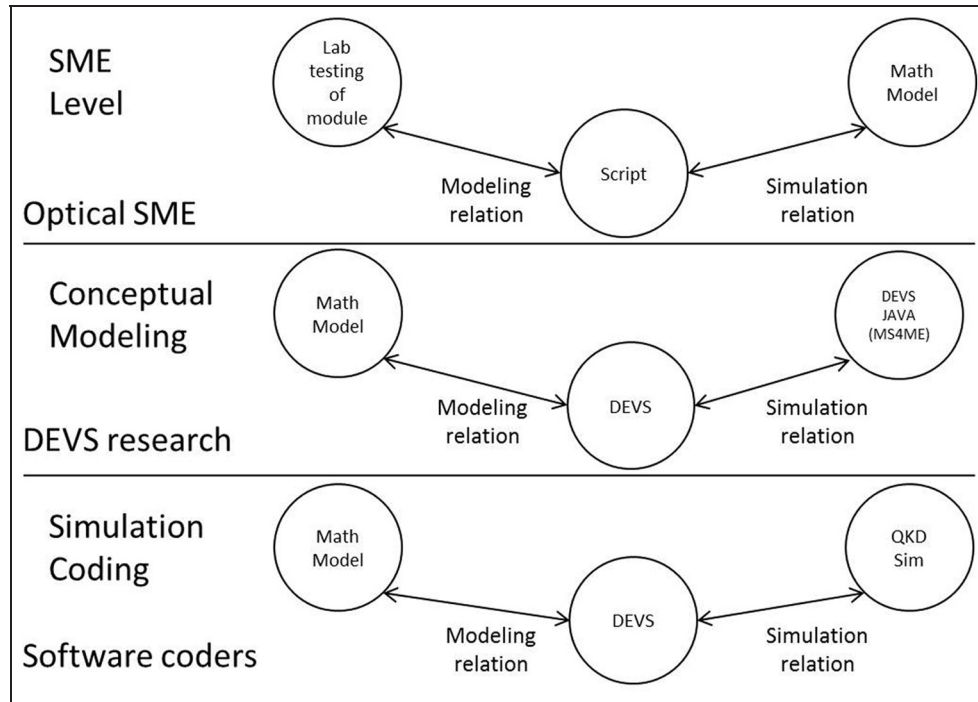 SME
Level
Optical SME
Lab
testing
of
module
Script
Math
Model
Modeling
relation
Simulation
relation
Conceptual
Modeling
DEVS research
Math
Model
DEVS
DEVS
JAVA
(MS4ME)
Modeling
relation
Simulation
relation
Simulation
Coding
Software coders
Math
Model
DEVS
QKD
Sim
Modeling
relation
Simulation
relation